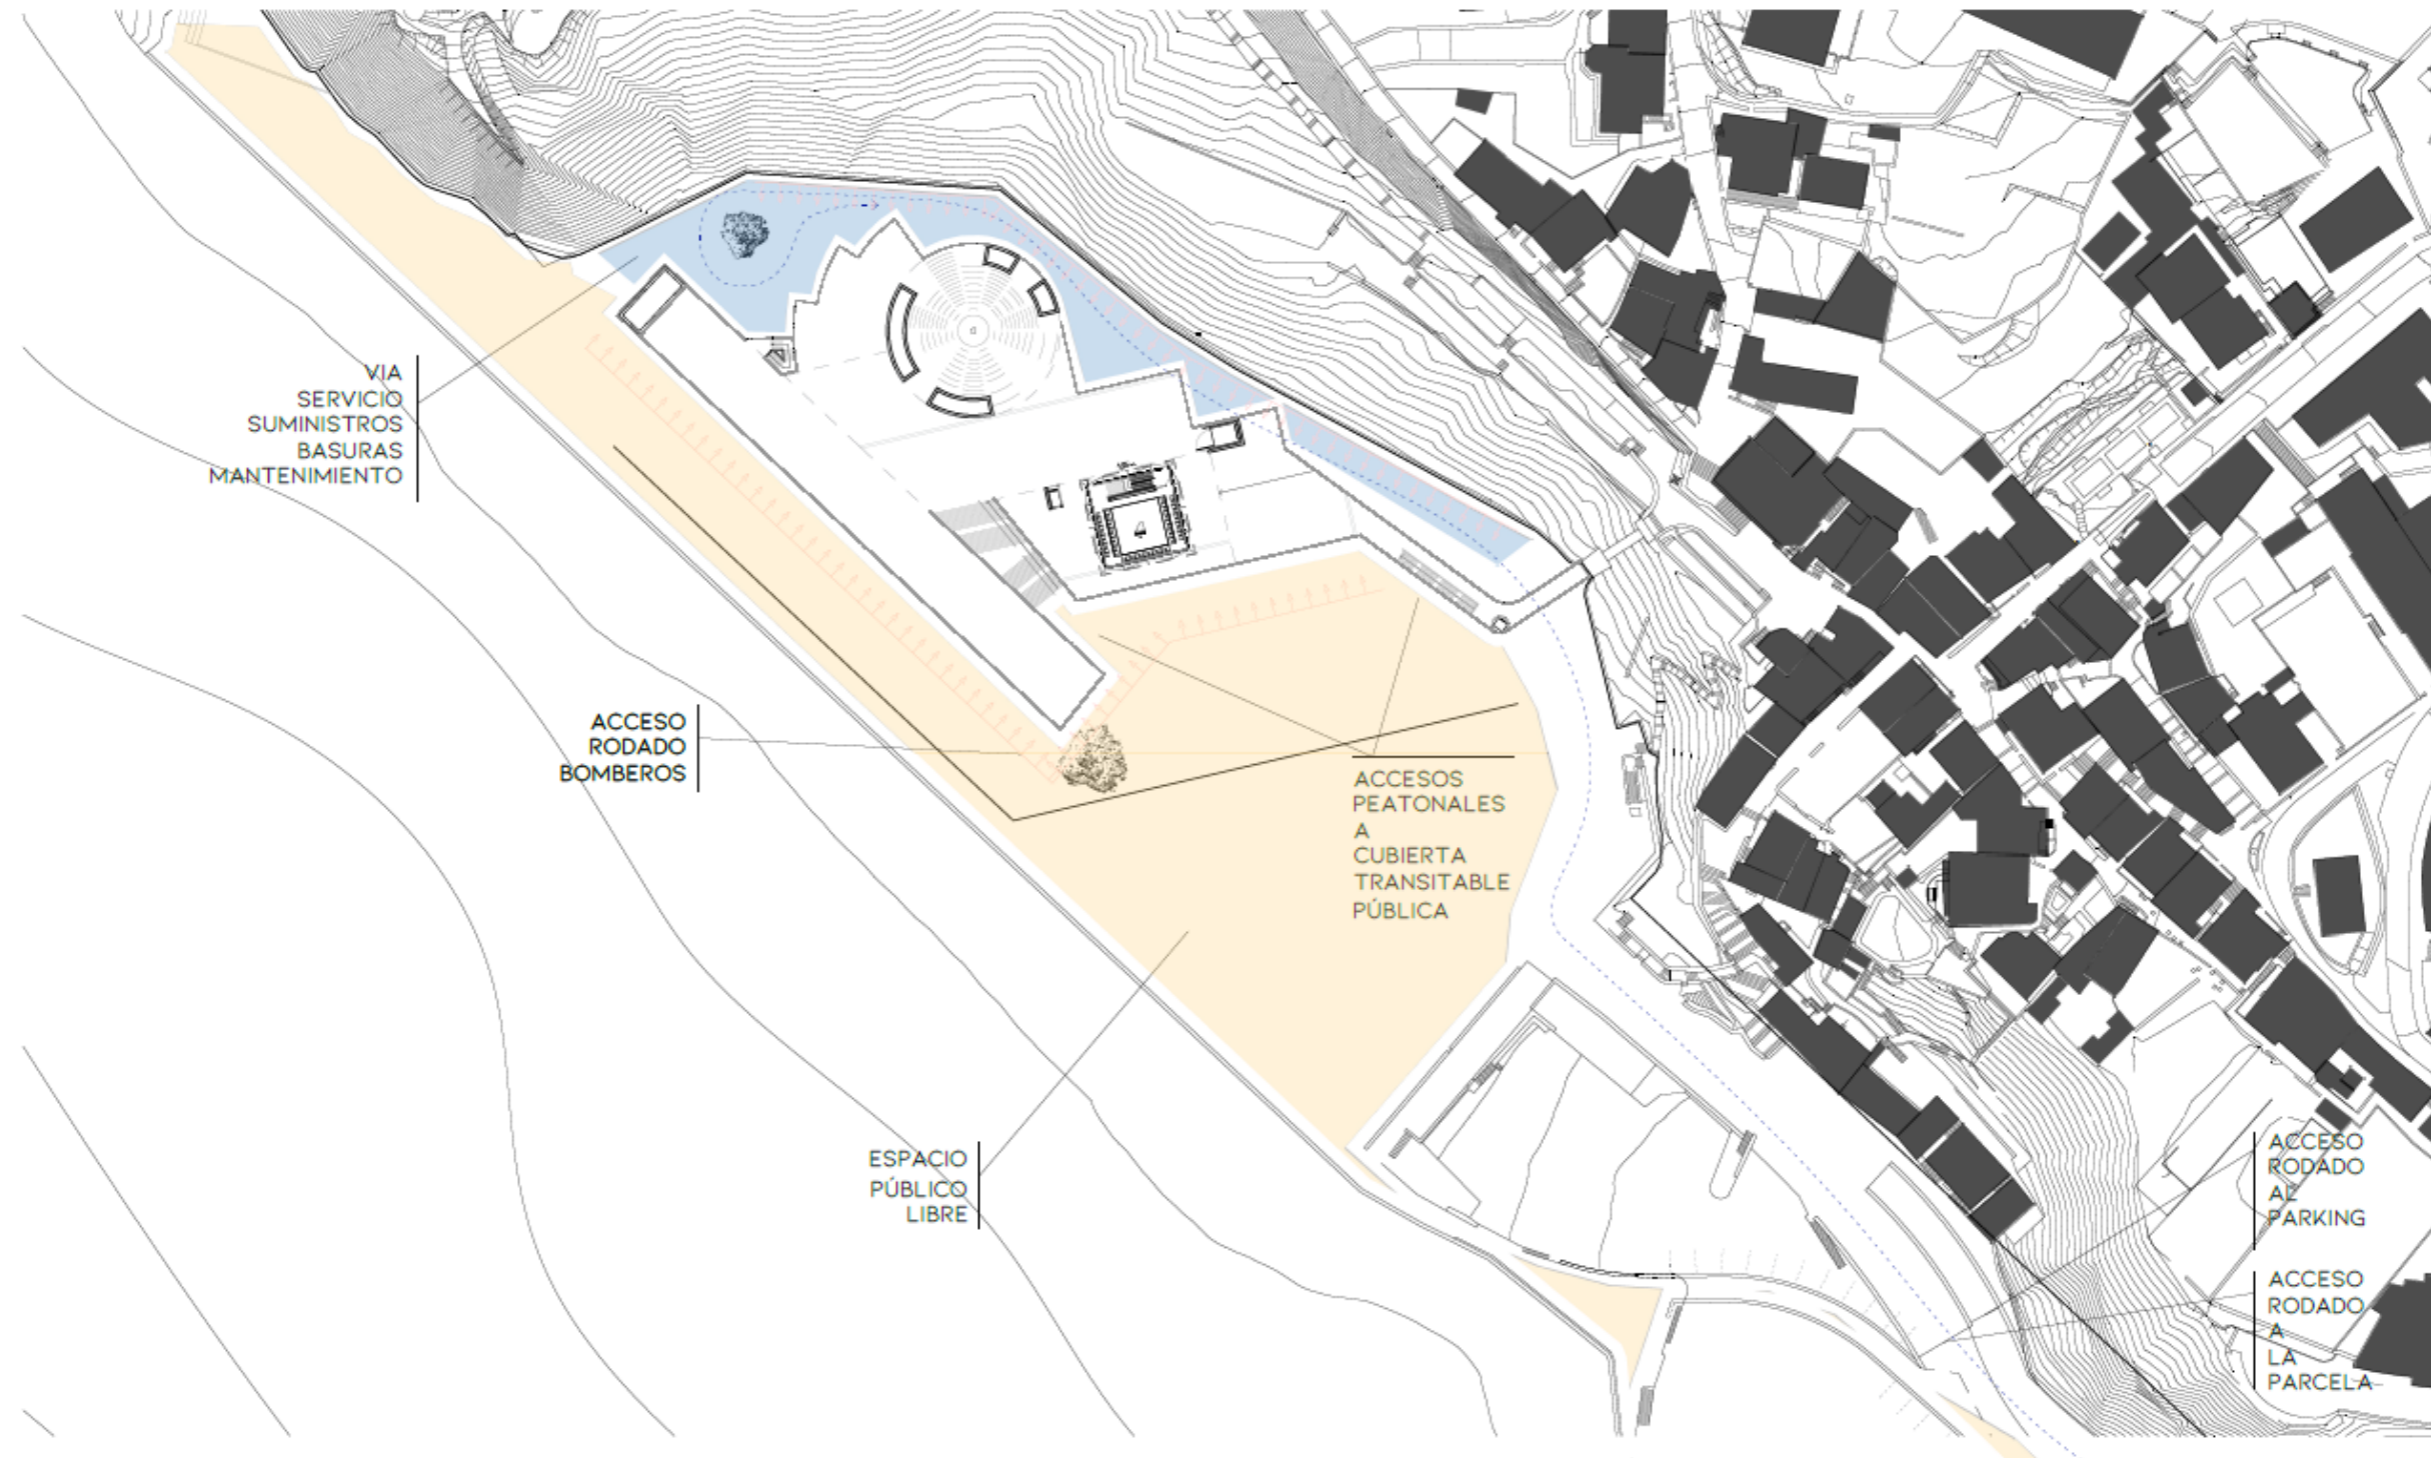 VIA
SERVICIO
SUMINISTROS
BASURAS
MANTENIMIENTO
4
ACCESO
RODADO
BOMBEROS
ACCESOS
PEATONALES
A
CUBIERTA
TRANSITABLE
PÚBLICA
ESPACIO
PÚBLICO
LIBRE
ACCESO
RODADO
AL
PARKING
ACCESO
RODADO
A
LA
PARCELA